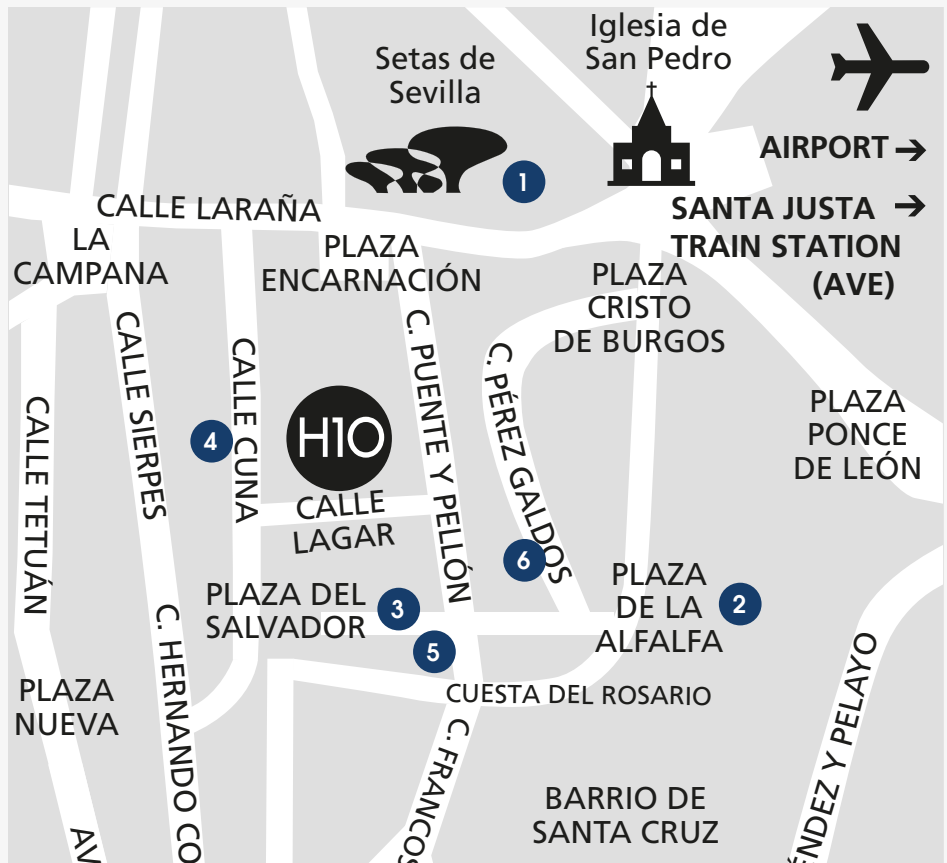 Setas de
Sevilla
Iglesia de
San Pedro
AIRPORT
1
SANTA JUSTA
TRAIN STATION
(AVE)
CALLE LARAÑA
LA
CAMPANA
PLAZA
ENCARNACIÓN
PLAZA
CRISTO
DE BURGOS
CALLE TETUÁN
CALLE SIERPES
4
CALLE CUNA
H10
C. PUENTE Y PELLÓN
C. PÉREZ GALDOS
PLAZA
PONCE
DE LEÓN
CALLE
LAGAR
6
PLAZA DEL
SALVADOR
3
5
PLAZA
DE LA
ALFALFA
2
PLAZA
NUEVA
C. HERNANDO CO
CUESTA DEL ROSARIO
C. FRANCOS
BARRIO DE
SANTA CRUZ
ÉNDEZ Y PELAYO
AV